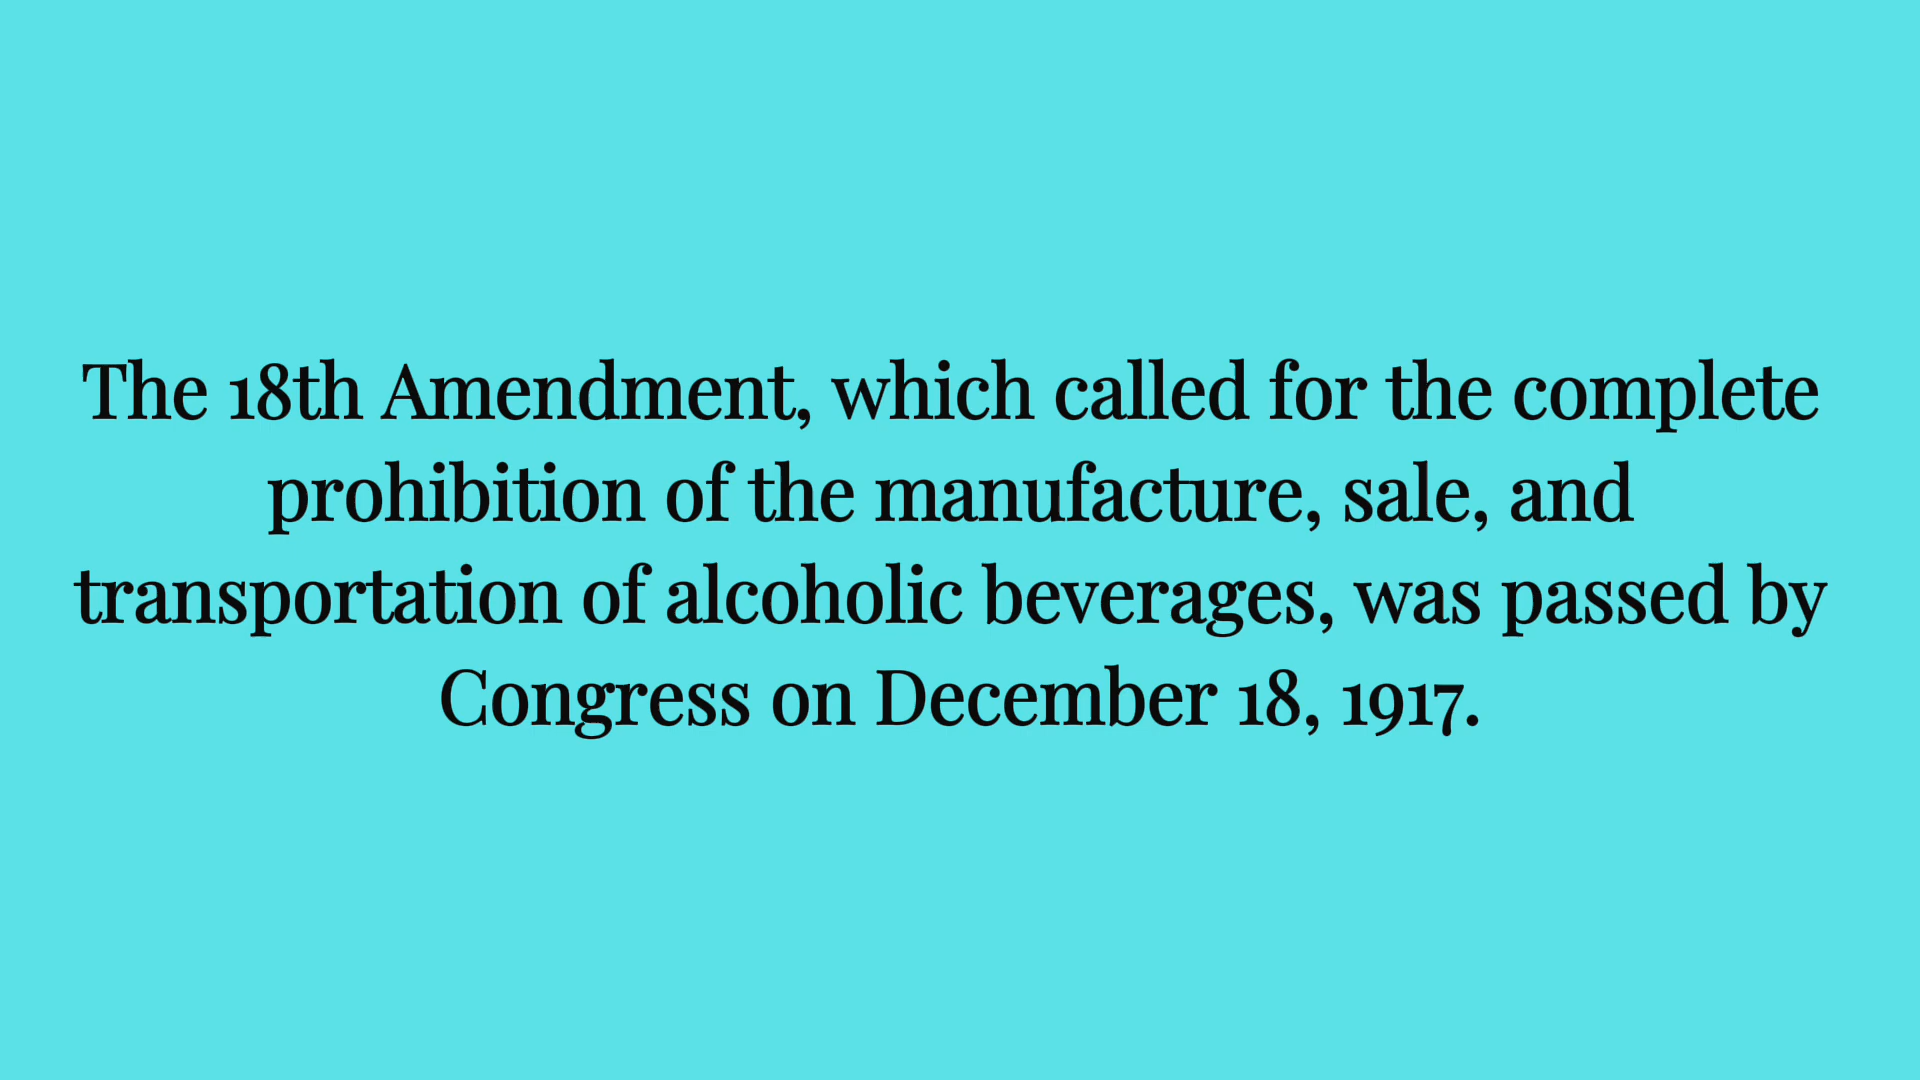 The 18th Amendment, which called for the complete
prohibition of the manufacture, sale, and
transportation of alcoholic beverages, was passed by
Congress on December 18, 1917.